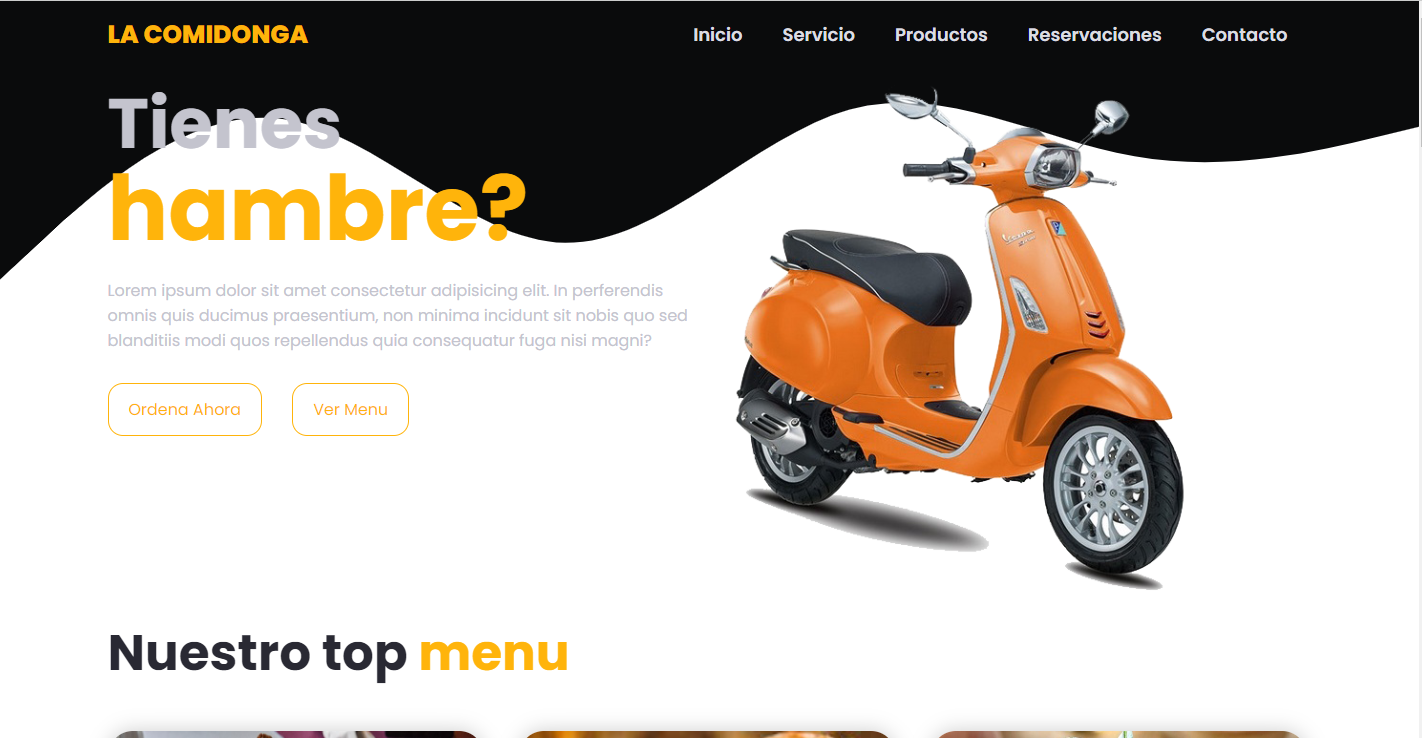 LA COMIDONGA
Inicio Servicio Productos Reservaciones Contacto
Tienes
hambre?
Lorem ipsum dolor sit amet consectetur adipisicing elit. In perferendis
omnis quis ducimus praesentium, non minima incidunt sit nobis quo sed
blanditiis modi quos repellendus quia consequatur fuga nisi magni?
Ordena Ahora Ver Menu
Vespa
Nuestro top menu